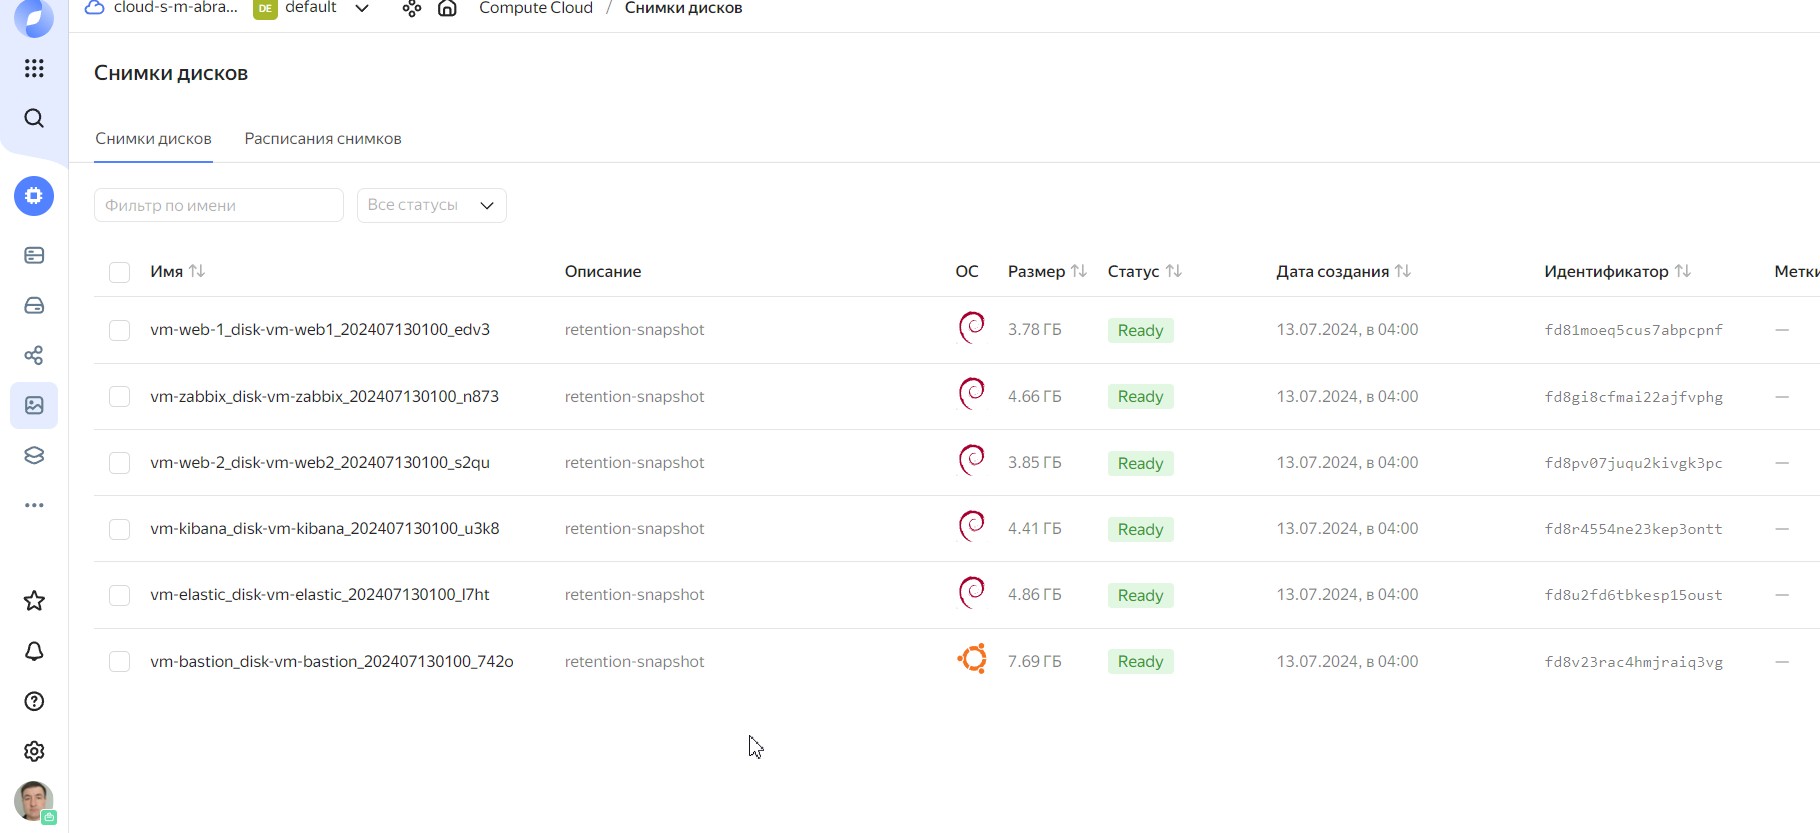 cloud-s-m-abra... DE default Compute Cloud / Снимки дисков
Снимки дисков
Снимки дисков Расписания снимков
Фильтр по имени Все статусы
Имя Описание ОС Размер Статус Дата создания Идентификатор Метки
vm-web-1_disk-vm-web1_202407130100_edv3 retention-snapshot 3.78 ГБ Ready 13.07.2024, в 04:00 fd81moeq5cus7abpcpnf —
vm-zabbix_disk-vm-zabbix_202407130100_n873 retention-snapshot 4.66 ГБ Ready 13.07.2024, в 04:00 fd8gi8cfmai22ajfvphg —
vm-web-2_disk-vm-web2_202407130100_s2qu retention-snapshot 3.85 ГБ Ready 13.07.2024, в 04:00 fd8pv07juqu2kivgk3pc —
vm-kibana_disk-vm-kibana_202407130100_u3k8 retention-snapshot 4.41 ГБ Ready 13.07.2024, в 04:00 fd8r4554ne23kep3ontt —
vm-elastic_disk-vm-elastic_202407130100_l7ht retention-snapshot 4.86 ГБ Ready 13.07.2024, в 04:00 fd8u2fd6tbkesp15oust —
vm-bastion_disk-vm-bastion_202407130100_742o retention-snapshot 7.69 ГБ Ready 13.07.2024, в 04:00 fd8v23rac4hmjraiq3vg —